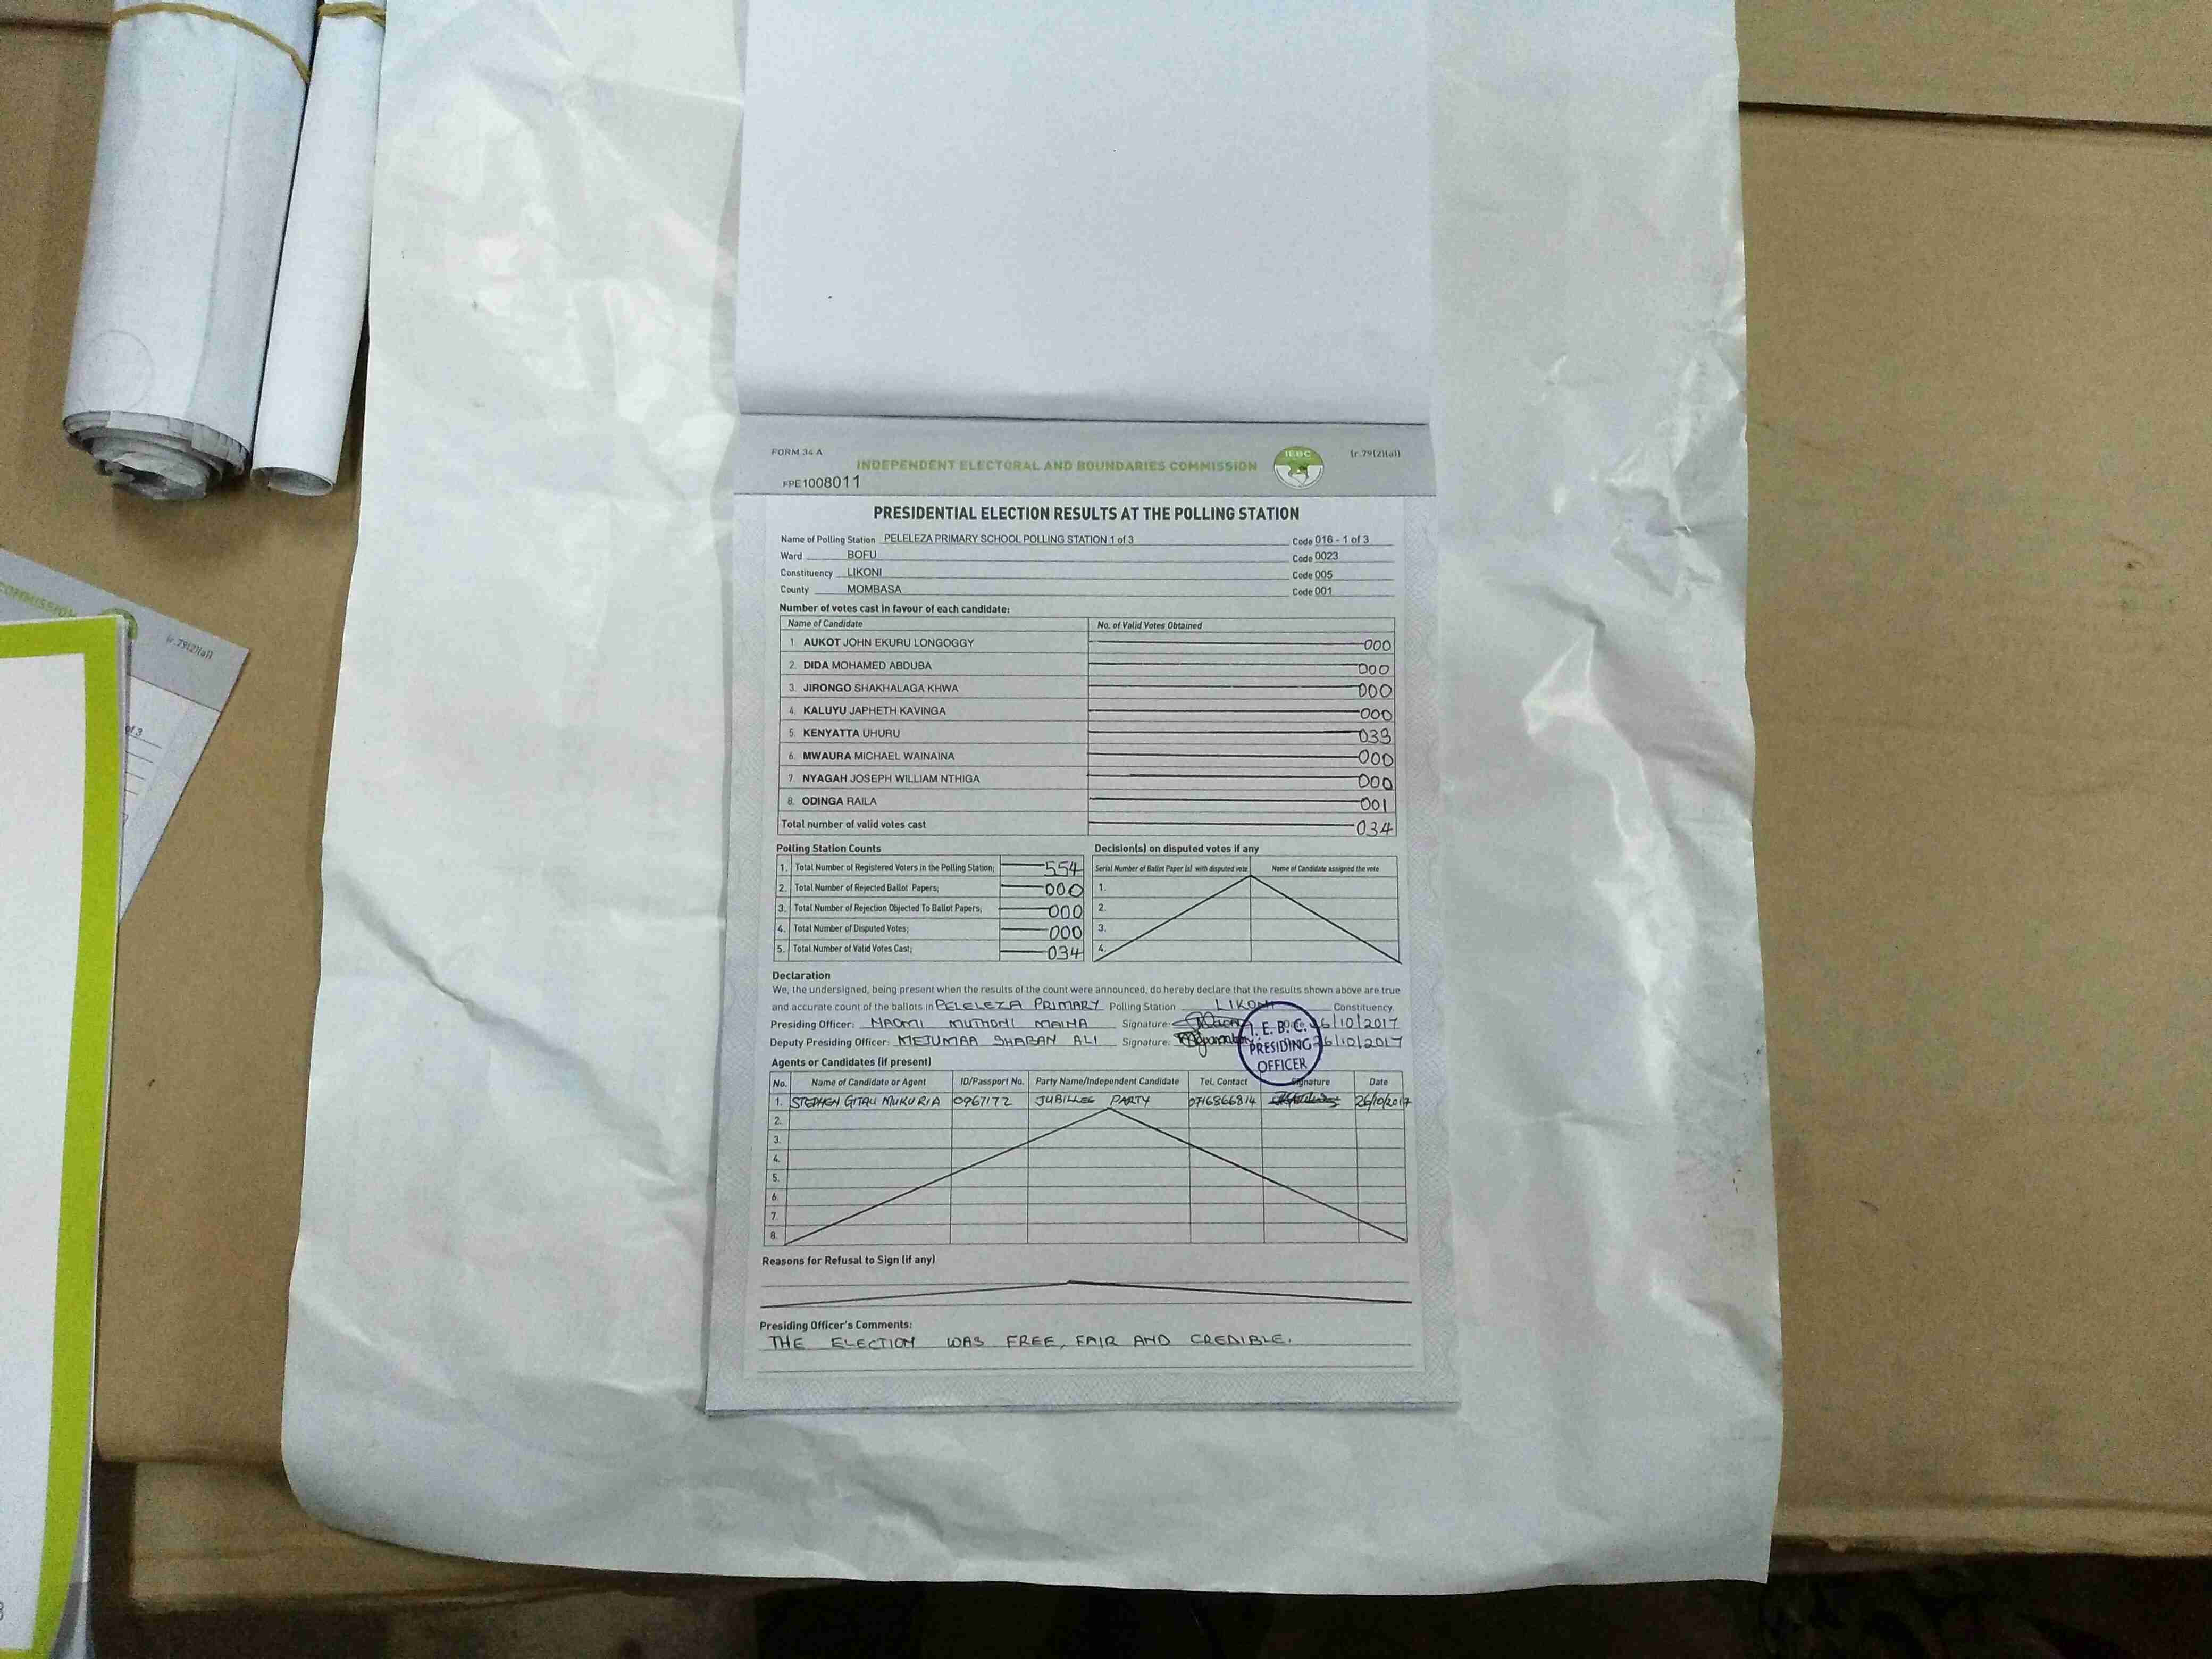 FORM 34 A
(r.79(2)(a))
INDEPENDENT ELECTORAL AND BOUNDARIES COMMISSION
IEBC
FPE1008011
PRESIDENTIAL ELECTION RESULTS AT THE POLLING STATION
Name of Polling Station PELELEZA PRIMARY SCHOOL POLLING STATION 1 of 3 Code 016 - 1 of 3
Ward BOFU Code 0023
Constituency LIKONI Code 005
County MOMBASA Code 001
Number of votes cast in favour of each candidate:
Name of Candidate No. of Valid Votes Obtained
1. AUKOT JOHN EKURU LONGOGGY 000
2. DIDA MOHAMED ABDUBA 000
3. JIRONGO SHAKHALAGA KHWA 000
4. KALUYU JAPHETH KAVINGA 000
5. KENYATTA UHURU 033
6. MWAURA MICHAEL WAINAINA 000
7. NYAGAH JOSEPH WILLIAM NTHIGA 000
8. ODINGA RAILA 001
Total number of valid votes cast 034
Polling Station Counts
1. Total Number of Registered Voters in the Polling Station; 554
2. Total Number of Rejected Ballot Papers; 000
3. Total Number of Rejection Objected To Ballot Papers; 000
4. Total Number of Disputed Votes; 000
5. Total Number of Valid Votes Cast; 034
Decision(s) on disputed votes if any
Serial Number of Ballot Paper (s) with disputed vote Name of Candidate assigned the vote
1.
2.
3.
4.
Declaration
We, the undersigned, being present when the results of the count were announced, do hereby declare that the results shown above are true
and accurate count of the ballots in PELELEZA PRIMARY Polling Station LIKONI Constituency.
Presiding Officer: NAOMI MUTHONI MAINA Signature: 26/10/2017
Deputy Presiding Officer: MEJUMAA SHABAN ALI Signature: 26/10/2017
I. E. B. C.
PRESIDING
OFFICER
Agents or Candidates (if present)
No. Name of Candidate or Agent ID/Passport No. Party Name/Independent Candidate Tel. Contact Signature Date
1. STEPHEN GITAU MUKURIA 0967172 JUBILLEE PARTY 0716866814 26/10/2017
2.
3.
4.
5.
6.
7.
8.
Reasons for Refusal to Sign (if any)
Presiding Officer's Comments:
THE ELECTION WAS FREE, FAIR AND CREDIBLE.
COMMISSION
(r.79(2)(a))
of 3